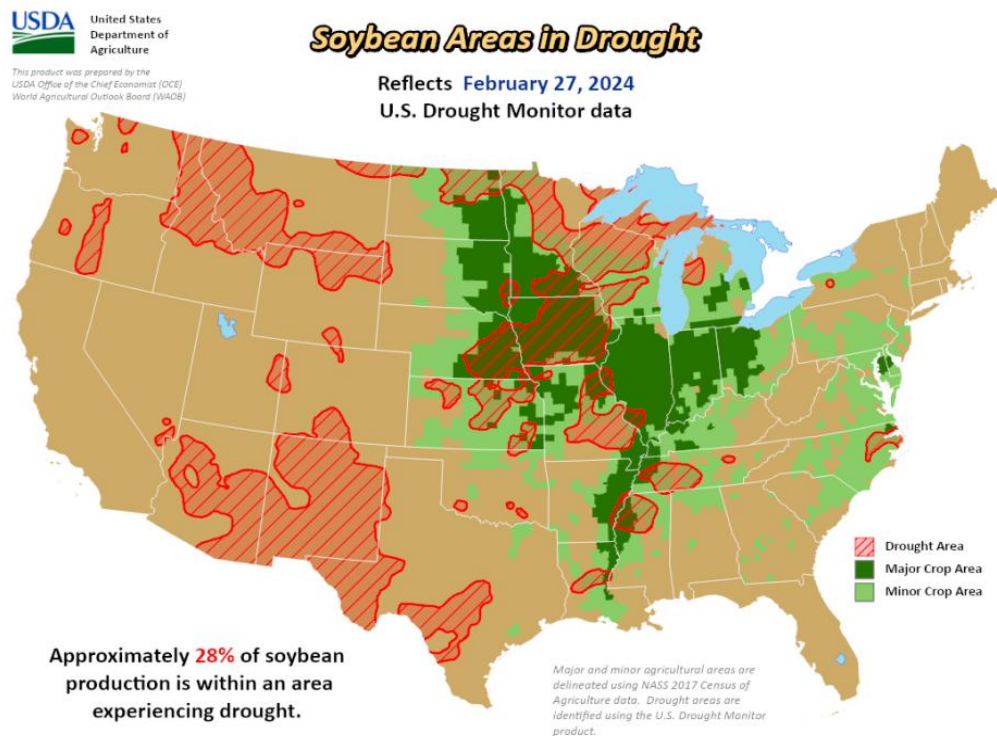 USDA
United States
Department of
Agriculture
This product was prepared by the
USDA Office of the Chief Economist (OCE)
World Agricultural Outlook Board (WAOB)
Soybean Areas in Drought
Reflects February 27, 2024
U.S. Drought Monitor data
Drought Area
Major Crop Area
Minor Crop Area
Approximately 28% of soybean
production is within an area
experiencing drought.
Major and minor agricultural areas are
delineated using NASS 2017 Census of
Agriculture data. Drought areas are
identified using the U.S. Drought Monitor
product.